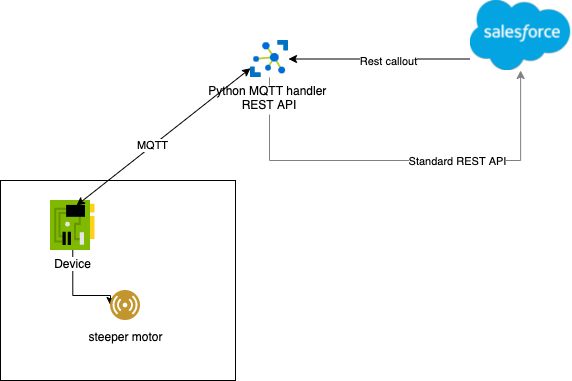 salesforce
Rest callout
Python MQTT handler
REST API
MQTT
Standard REST API
Device
steeper motor